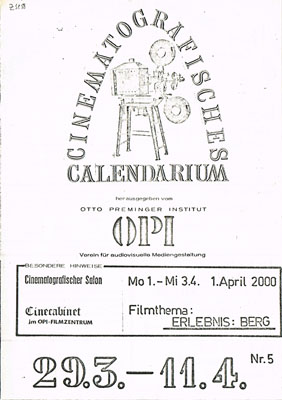 CINEMATOGRAFISCHES
CALENDARIUM
herausgegeben vom
OTTO PREMINGER INSTITUT
OPI
Verein für audiovisuelle Mediengestaltung
BESONDERE HINWEISE
Cinematografischer Salon
Cinecabinet
im OPI-FILMZENTRUM
Mo 1.-Mi 3.4. 1.April 2000
Filmthema:
ERLEBNIS: BERG
29.3.-11.4.
Nr.5